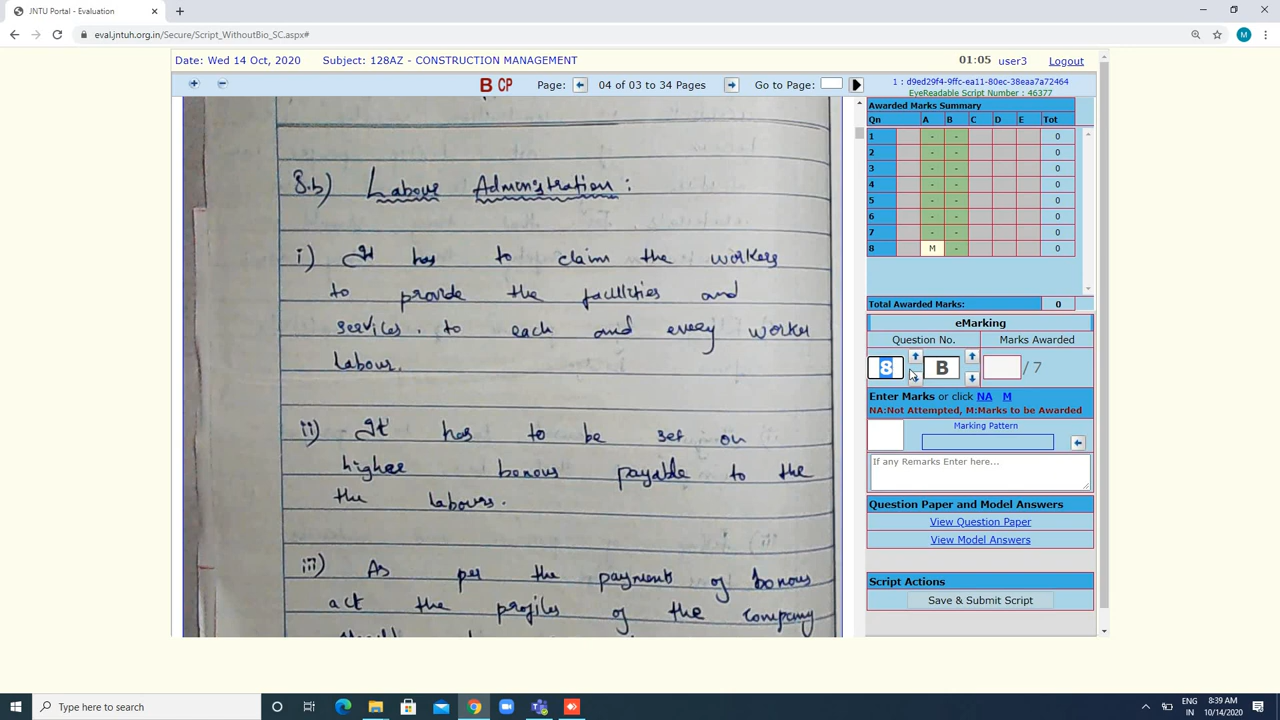 JNTU Portal - Evaluation
eval.jntuh.org.in/Secure/Script_WithoutBio_SC.aspx#
Date: Wed 14 Oct, 2020 Subject: 128AZ - CONSTRUCTION MANAGEMENT 01:05 user3 Logout
B CP Page: 04 of 03 to 34 Pages Go to Page:
1 : d9ed29f4-9ffc-ea11-80ec-38eaa7a72464
EyeReadable Script Number : 46377
8.b) Labour Administration :
i) It has to claim the workers
to provide the facilities and
services. to each and every worker
labour.
ii) It has to be set on
higher bonous payable to the
the labours.
iii) As per the payment of bonous
act the profiles of the company
Awarded Marks Summary
Qn A B C D E Tot
1 - - 0
2 - - 0
3 - - 0
4 - - 0
5 - - 0
6 - - 0
7 - - 0
8 M - 0
Total Awarded Marks: 0
eMarking
Question No. Marks Awarded
8 B / 7
Enter Marks or click NA M
NA:Not Attempted, M:Marks to be Awarded
Marking Pattern
If any Remarks Enter here...
Question Paper and Model Answers
View Question Paper
View Model Answers
Script Actions
Save & Submit Script
Type here to search
ENG
IN
8:39 AM
10/14/2020